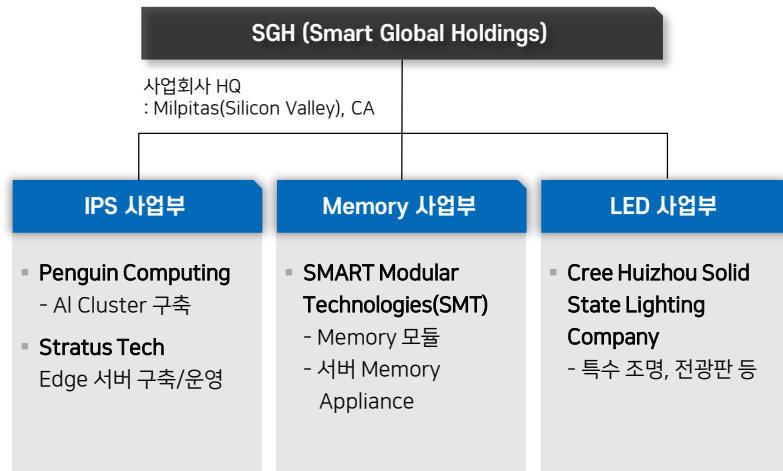 SGH (Smart Global Holdings)
사업회사 HQ
: Milpitas(Silicon Valley), CA
IPS 사업부
▪ Penguin Computing
- AI Cluster 구축
▪ Stratus Tech
Edge 서버 구축/운영
Memory 사업부
▪ SMART Modular
Technologies(SMT)
- Memory 모듈
- 서버 Memory
Appliance
LED 사업부
▪ Cree Huizhou Solid
State Lighting
Company
- 특수 조명, 전광판 등